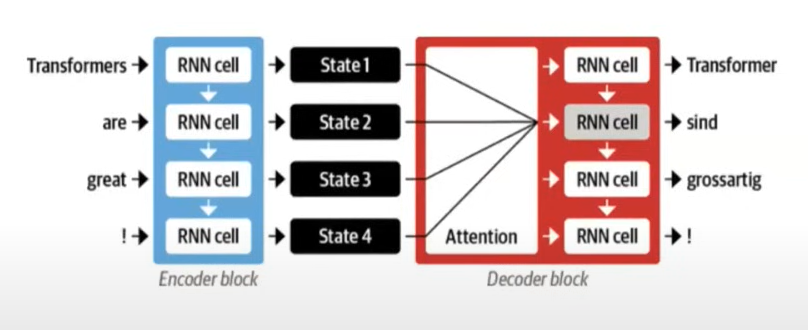 Transformers RNN cell State 1 RNN cell Transformer
are RNN cell State 2 RNN cell sind
great RNN cell State 3 RNN cell grossartig
! RNN cell State 4 Attention RNN cell !
Encoder block Decoder block